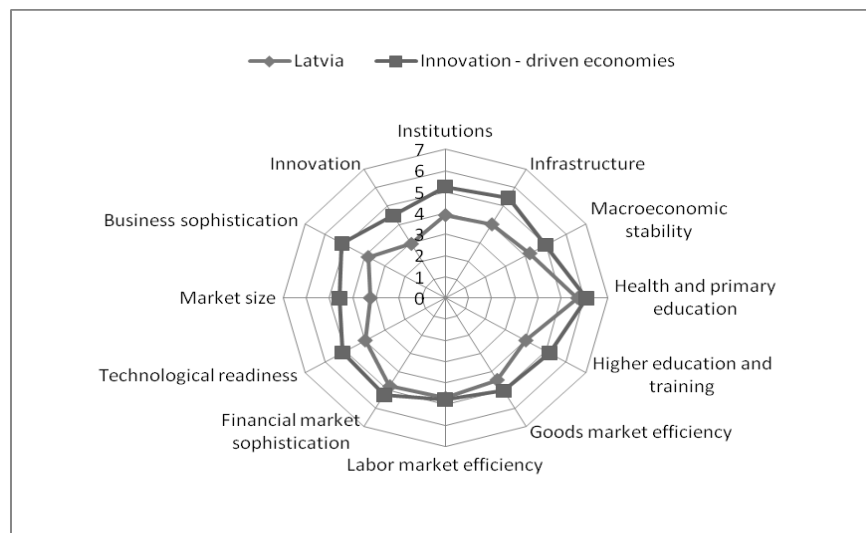 Latvia Innovation - driven economies
Institutions
Innovation
Infrastructure
Business sophistication
Macroeconomic
stability
Market size
Health and primary
education
Technological readiness
Higher education and
training
Financial market
sophistication
Goods market efficiency
Labor market efficiency
7
6
5
4
3
2
1
0